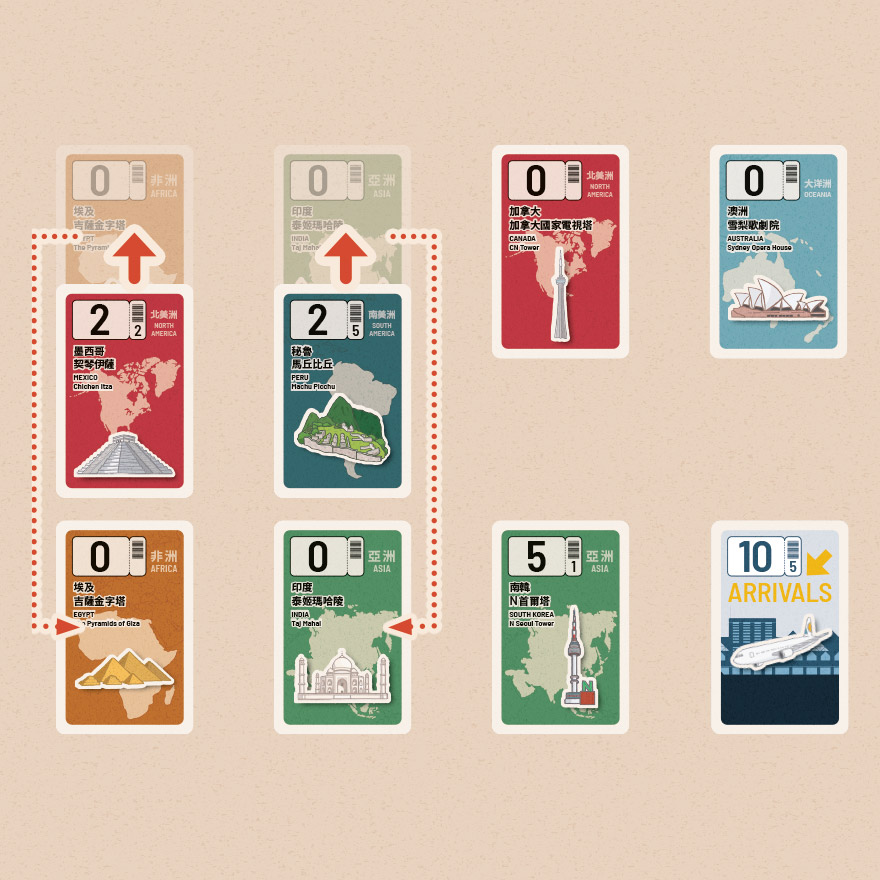 0
非洲
AFRICA
埃及
吉薩金字塔
The Pyram
0
亞洲
ASIA
印度
泰姬瑪哈陵
INDIA
Taj Mahal
0
北美洲
NORTH
AMERICA
加拿大
加拿大國家電視塔
CANADA
CN Tower
0
大洋洲
OCEANIA
澳洲
雪梨歌劇院
AUSTRALIA
Sydney Opera House
2
2
北美洲
NORTH
AMERICA
墨西哥
契琴伊薩
MEXICO
Chichen Itza
2
5
南美洲
SOUTH
AMERICA
秘魯
馬丘比丘
PERU
Machu Picchu
0
非洲
AFRICA
埃及
吉薩金字塔
EGYPT
Pyramids of Giza
0
亞洲
ASIA
印度
泰姬瑪哈陵
INDIA
Taj Mahal
5
1
亞洲
ASIA
南韓
N首爾塔
SOUTH KOREA
N Seoul Tower
10
5
ARRIVALS